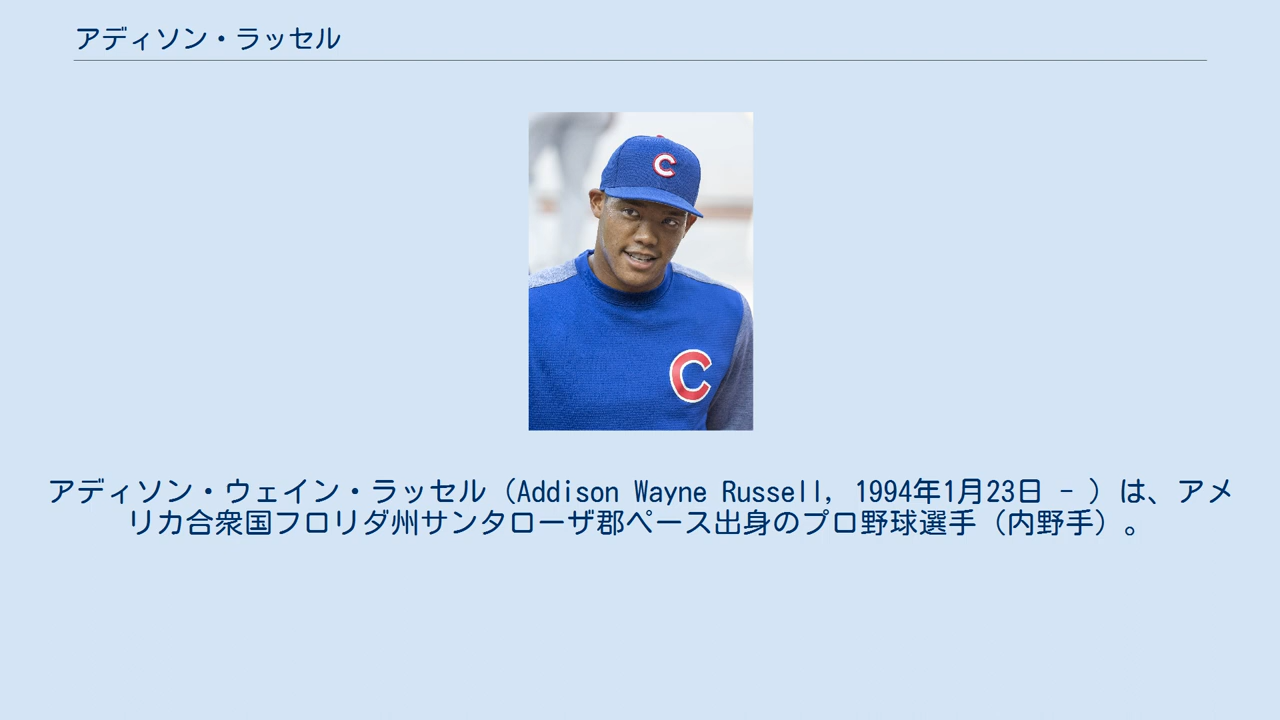 アディソン・ラッセル
C
C
アディソン・ウェイン・ラッセル（Addison Wayne Russell, 1994年1月23日 - ）は、アメ
リカ合衆国フロリダ州サンタローザ郡ペース出身のプロ野球選手（内野手）。